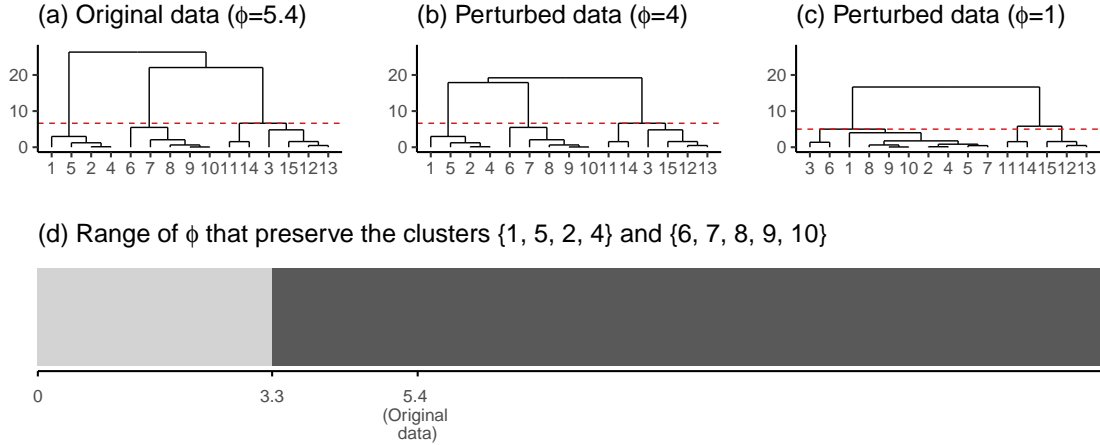 (a) Original data (ϕ=5.4)
20
10
0
1 5 2 4 6 7 8 9 10 11 14 3 15 12 13
(b) Perturbed data (ϕ=4)
20
10
0
1 5 2 4 6 7 8 9 10 11 14 3 15 12 13
(c) Perturbed data (ϕ=1)
20
10
0
3 6 1 8 9 10 2 4 5 7 11 14 15 12 13
(d) Range of ϕ that preserve the clusters {1, 5, 2, 4} and {6, 7, 8, 9, 10}
0 3.3 5.4
(Original
data)